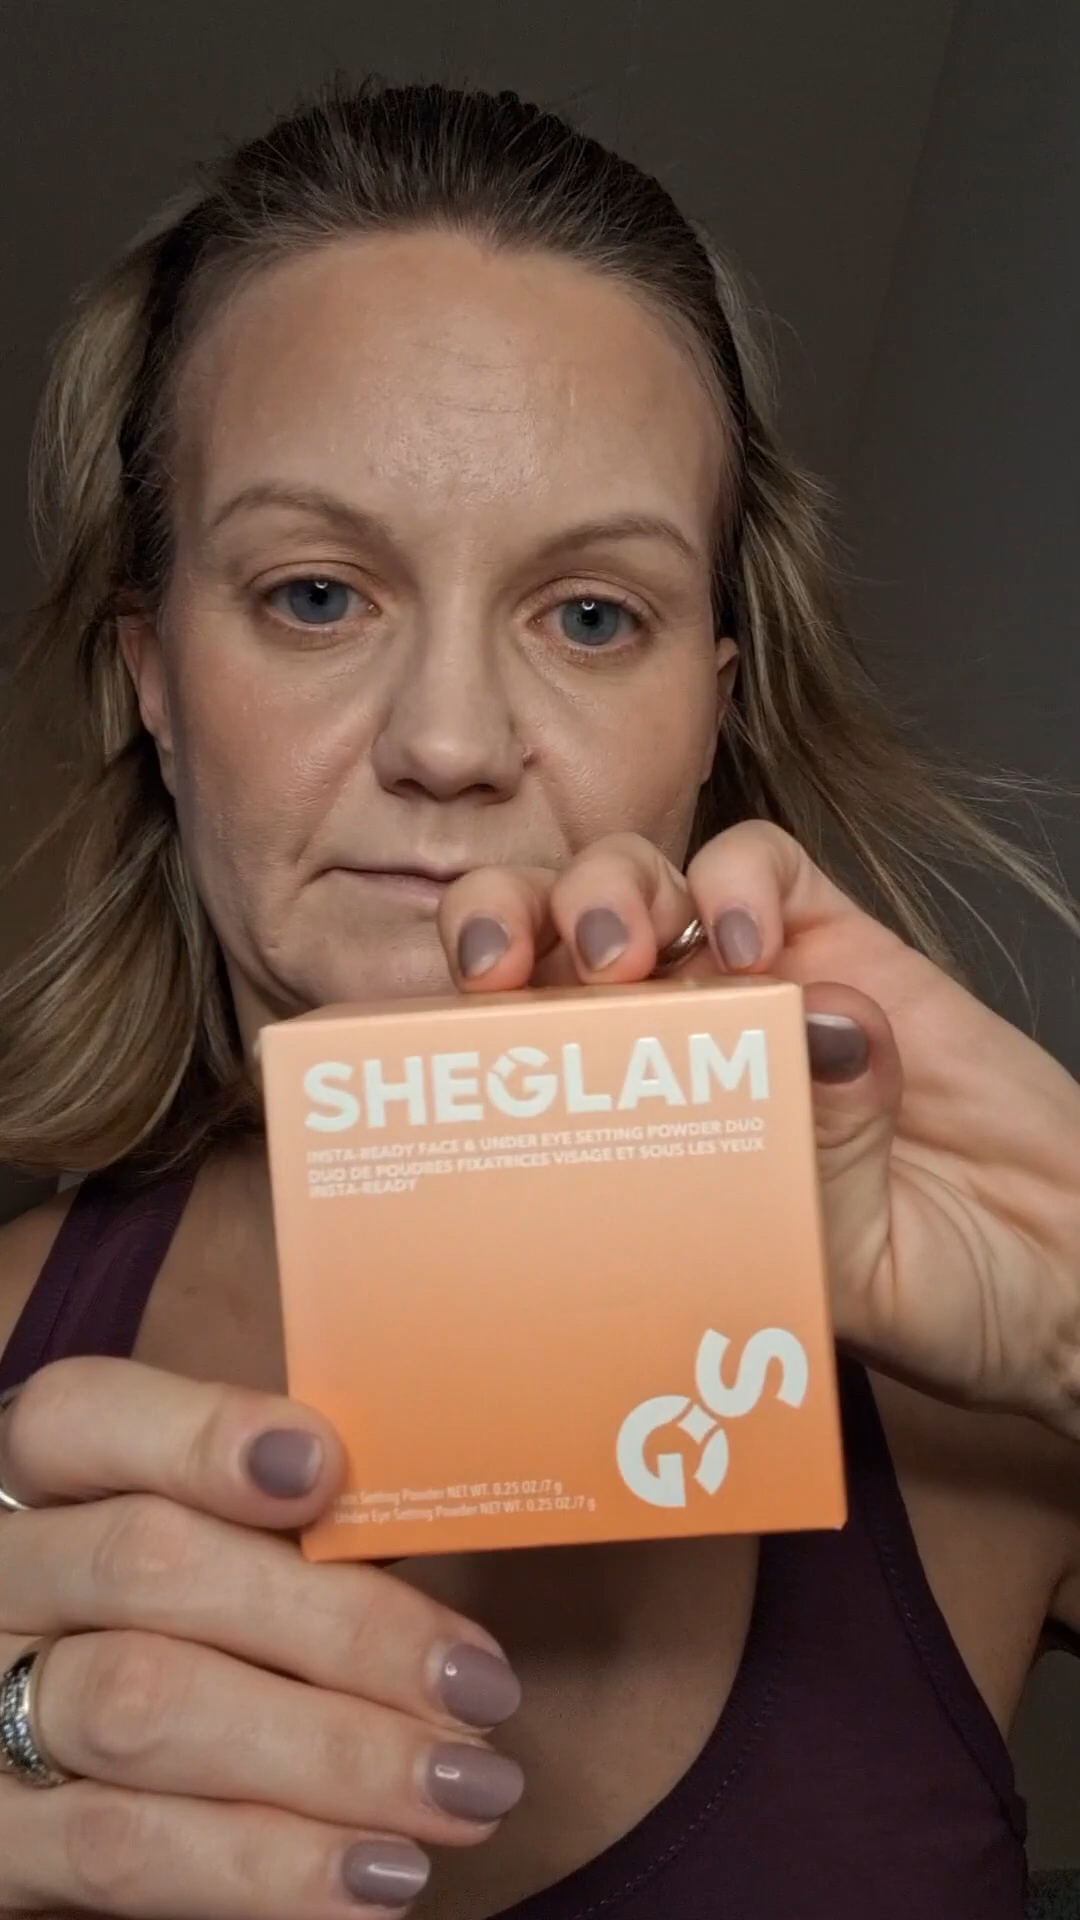 SHEGLAM
INSTA-READY FACE & UNDER EYE SETTING POWDER DUO
DUO DE POUDRES FIXATRICES VISAGE ET SOUS LES YEUX
INSTA-READY
GS
Setting Powder NET WT. 0.25 OZ./7 g
Under Eye Setting Powder NET WT. 0.25 OZ./7 g